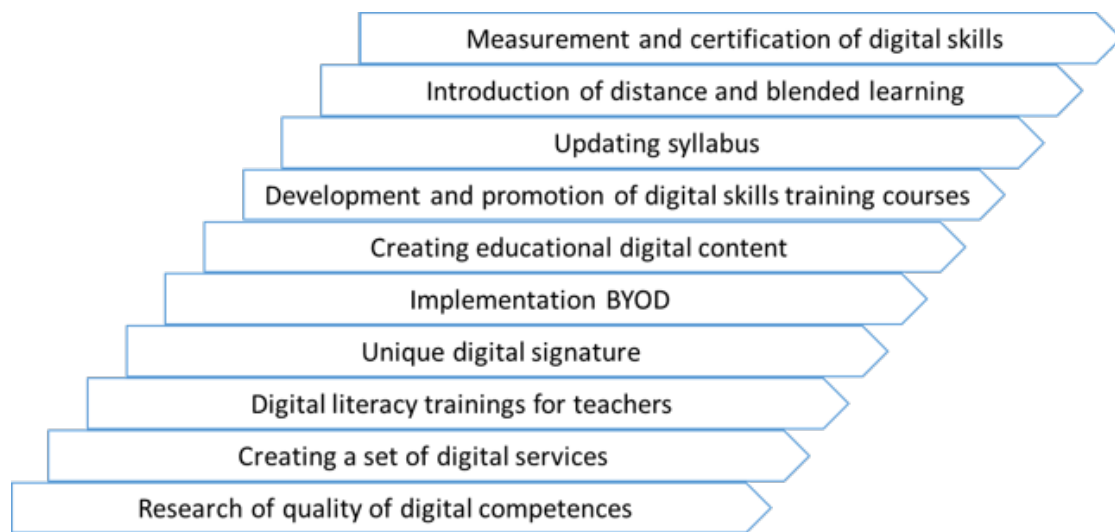 Measurement and certification of digital skills
Introduction of distance and blended learning
Updating syllabus
Development and promotion of digital skills training courses
Creating educational digital content
Implementation BYOD
Unique digital signature
Digital literacy trainings for teachers
Creating a set of digital services
Research of quality of digital competences